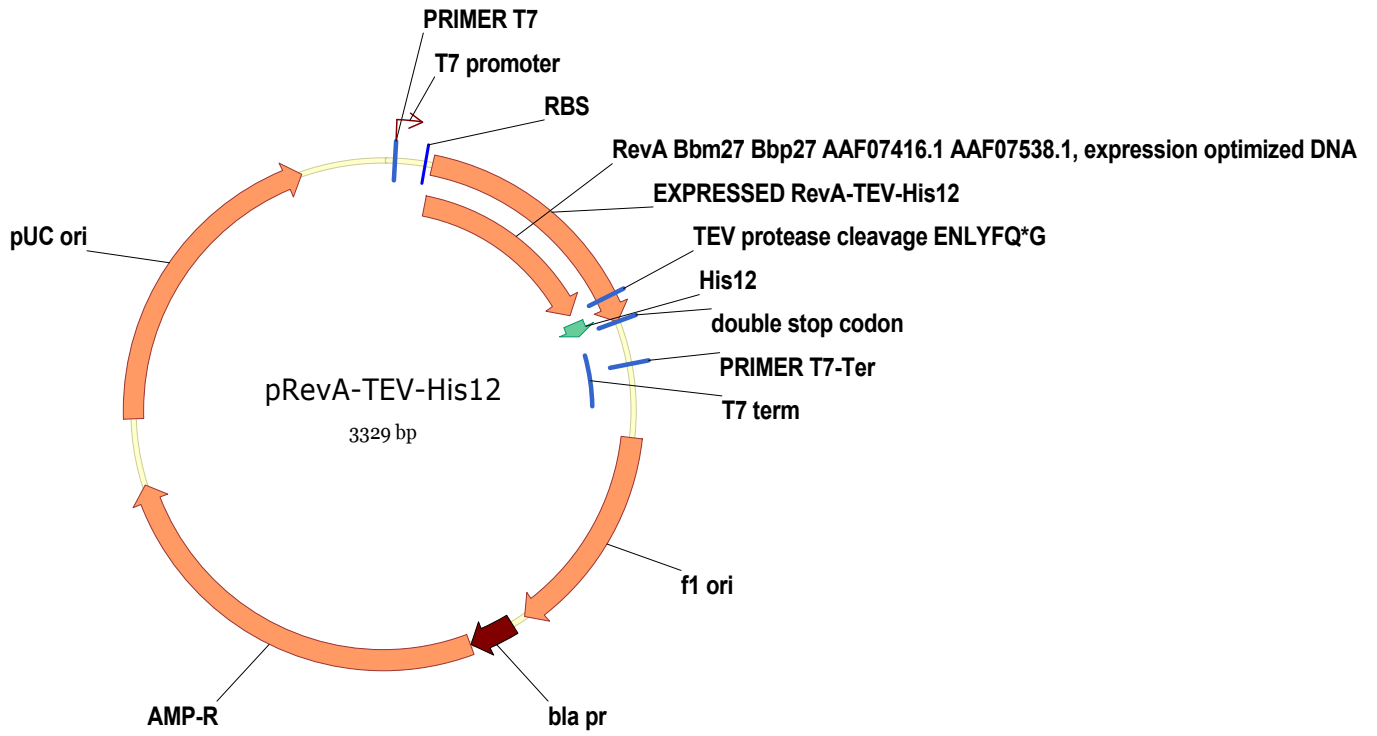 PRIMER T7
T7 promoter
RBS
RevA Bbm27 Bbp27 AAF07416.1 AAF07538.1, expression optimized DNA
EXPRESSED RevA-TEV-His12
TEV protease cleavage ENLYFQ*G
His12
double stop codon
PRIMER T7-Ter
T7 term
pUC ori
pRevA-TEV-His12
3329 bp
f1 ori
AMP-R
bla pr